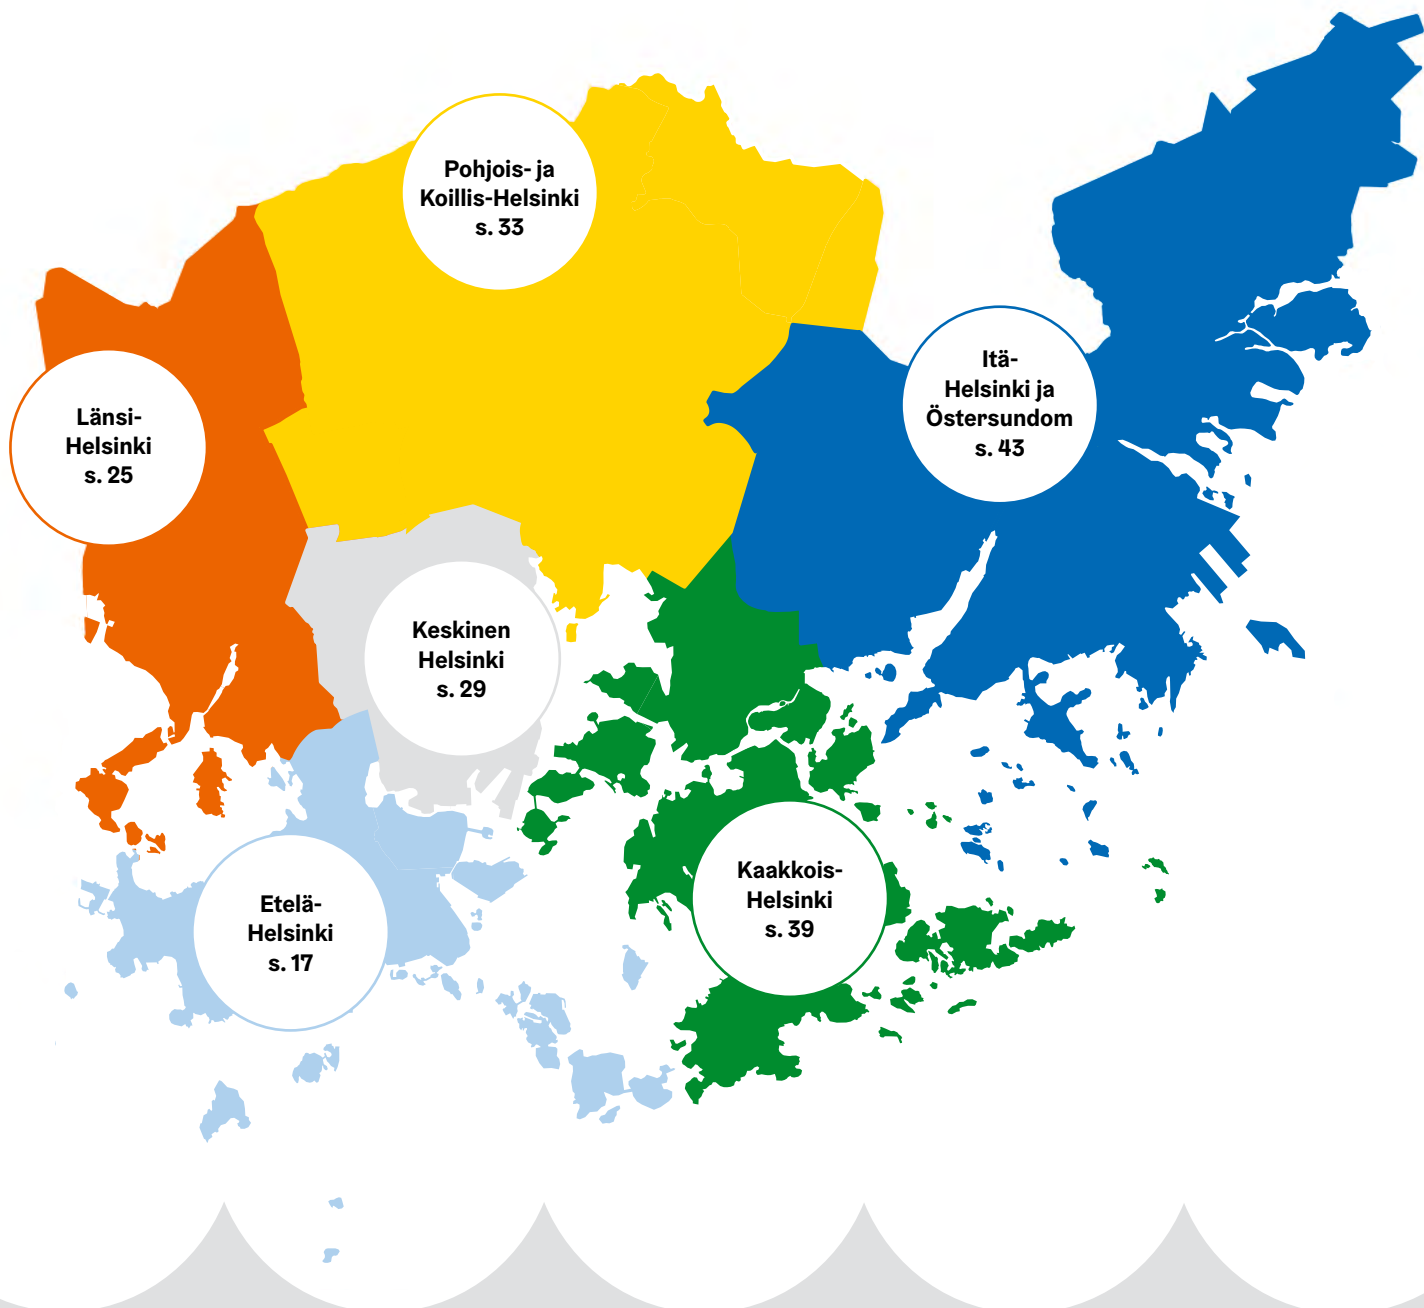 Pohjois- ja
Koillis-Helsinki
s. 33
Itä-
Helsinki ja
Östersundom
s. 43
Länsi-
Helsinki
s. 25
Keskinen
Helsinki
s. 29
Kaakkois-
Helsinki
s. 39
Etelä-
Helsinki
s. 17